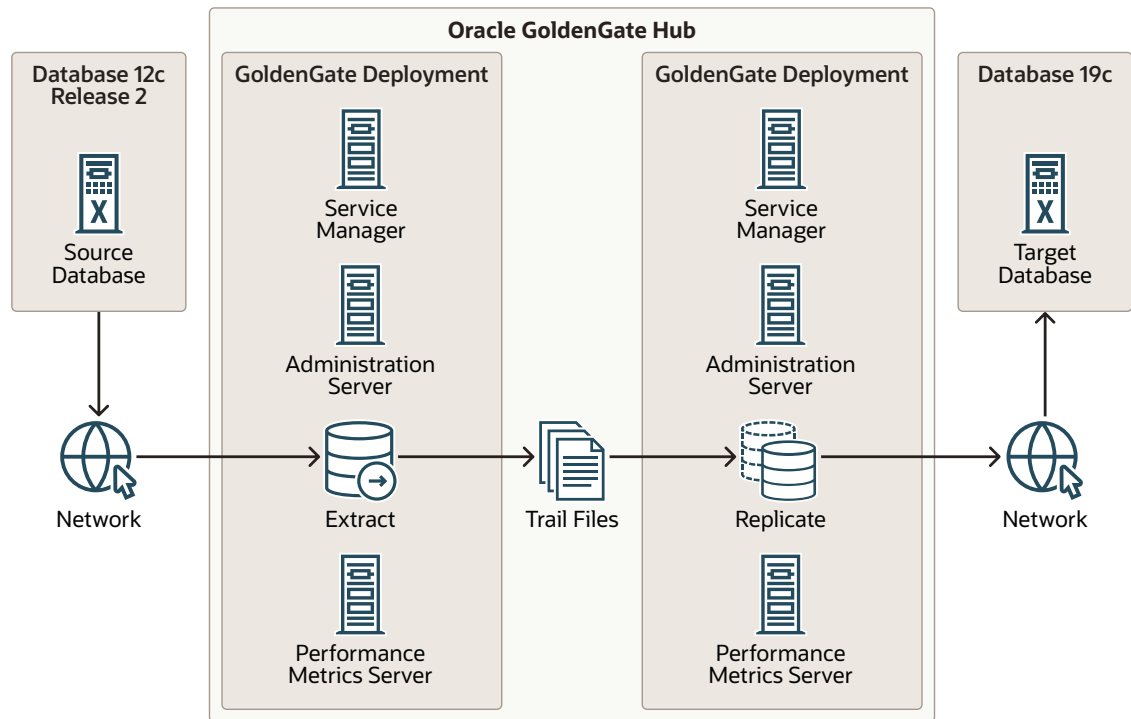 Oracle GoldenGate Hub
Database 12c
Release 2
X
Source
Database
GoldenGate Deployment
Service
Manager
Administration
Server
GoldenGate Deployment
Service
Manager
Administration
Server
Database 19c
X
Target
Database
Network
Extract
Trail Files
Replicate
Network
Performance
Metrics Server
Performance
Metrics Server